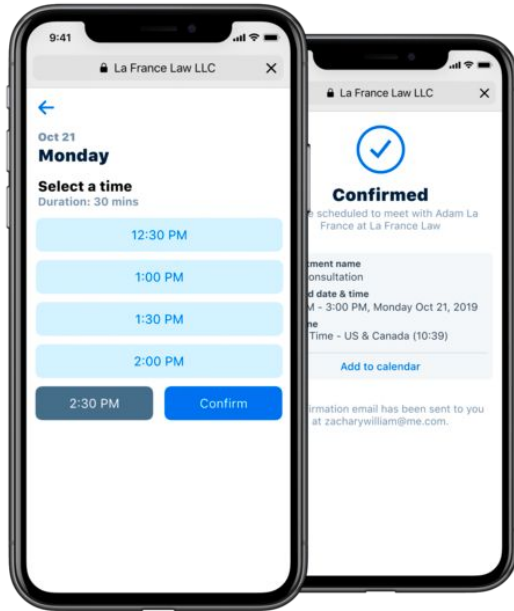 9:41
La France Law LLC
Oct 21
Monday
Select a time
Duration: 30 mins
12:30 PM
1:00 PM
1:30 PM
2:00 PM
2:30 PM Confirm
La France Law LLC
Confirmed
scheduled to meet with Adam La
France at La France Law
onsultation
date & time
- 3:00 PM, Monday Oct 21, 2019
Time - US & Canada (10:39)
Add to calendar
email has been sent to you
at zacharywilliam@me.com.